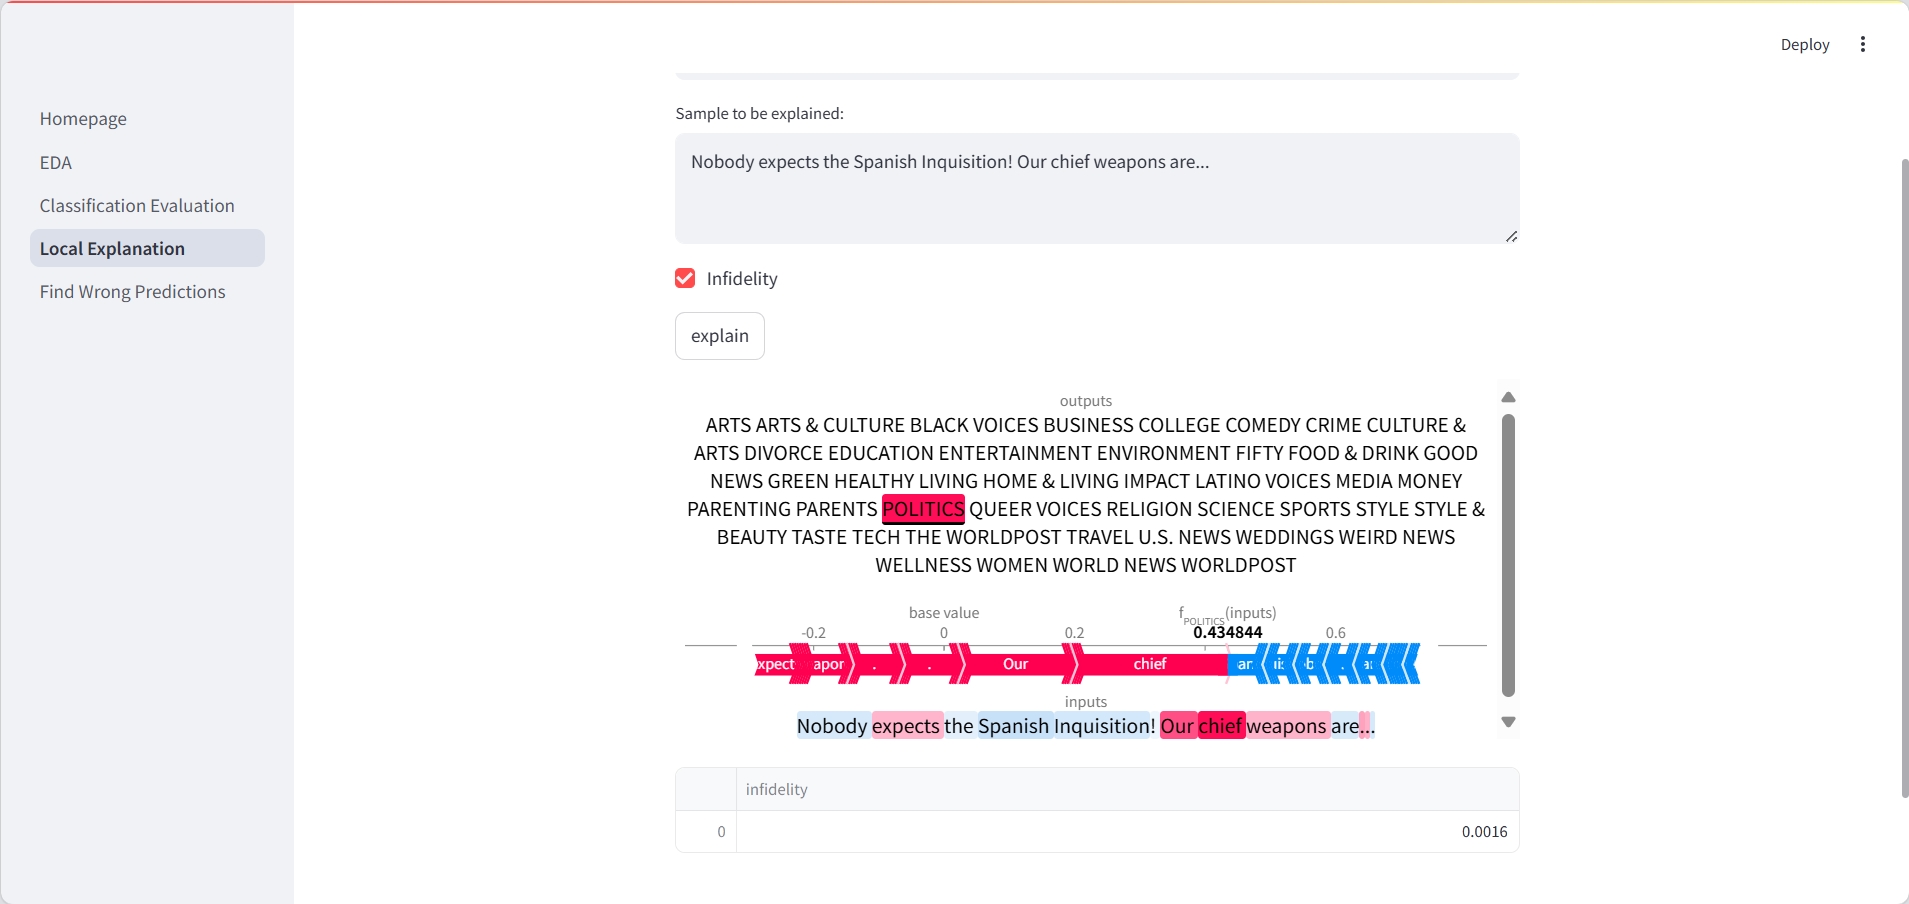 Deploy
Homepage
EDA
Classification Evaluation
Local Explanation
Find Wrong Predictions
Sample to be explained:
Nobody expects the Spanish Inquisition! Our chief weapons are...
Infidelity
explain
outputs
ARTS ARTS & CULTURE BLACK VOICES BUSINESS COLLEGE COMEDY CRIME CULTURE &
ARTS DIVORCE EDUCATION ENTERTAINMENT ENVIRONMENT FIFTY FOOD & DRINK GOOD
NEWS GREEN HEALTHY LIVING HOME & LIVING IMPACT LATINO VOICES MEDIA MONEY
PARENTING PARENTS POLITICS QUEER VOICES RELIGION SCIENCE SPORTS STYLE STYLE &
BEAUTY TASTE TECH THE WORLDPOST TRAVEL U.S. NEWS WEDDINGS WEIRD NEWS
WELLNESS WOMEN WORLD NEWS WORLDPOST
base value f POLITICS (inputs)
-0.2 0 0.2 0.434844 0.6
xpect apor . . Our chief
inputs
Nobody expects the Spanish Inquisition! Our chief weapons are...
infidelity
0 0.0016